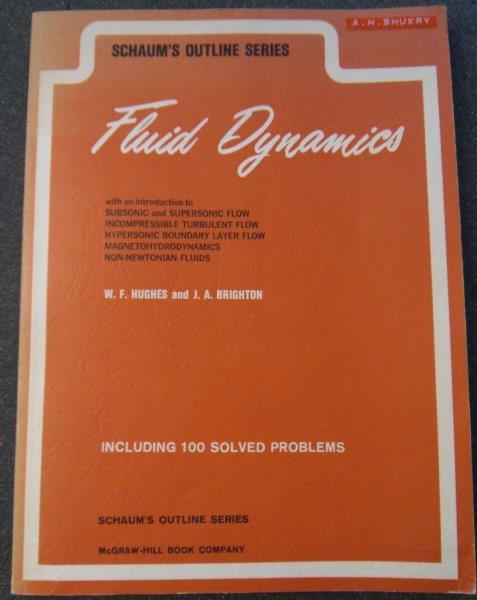 A.H.SHUKRY
SCHAUM'S OUTLINE SERIES
Fluid Dynamics
with an introduction to
SUBSONIC and SUPERSONIC FLOW
INCOMPRESSIBLE TURBULENT FLOW
HYPERSONIC BOUNDARY LAYER FLOW
MAGNETOHYDRODYNAMICS
NON-NEWTONIAN FLUIDS
W. F. HUGHES and J. A. BRIGHTON
INCLUDING 100 SOLVED PROBLEMS
SCHAUM'S OUTLINE SERIES
McGRAW-HILL BOOK COMPANY